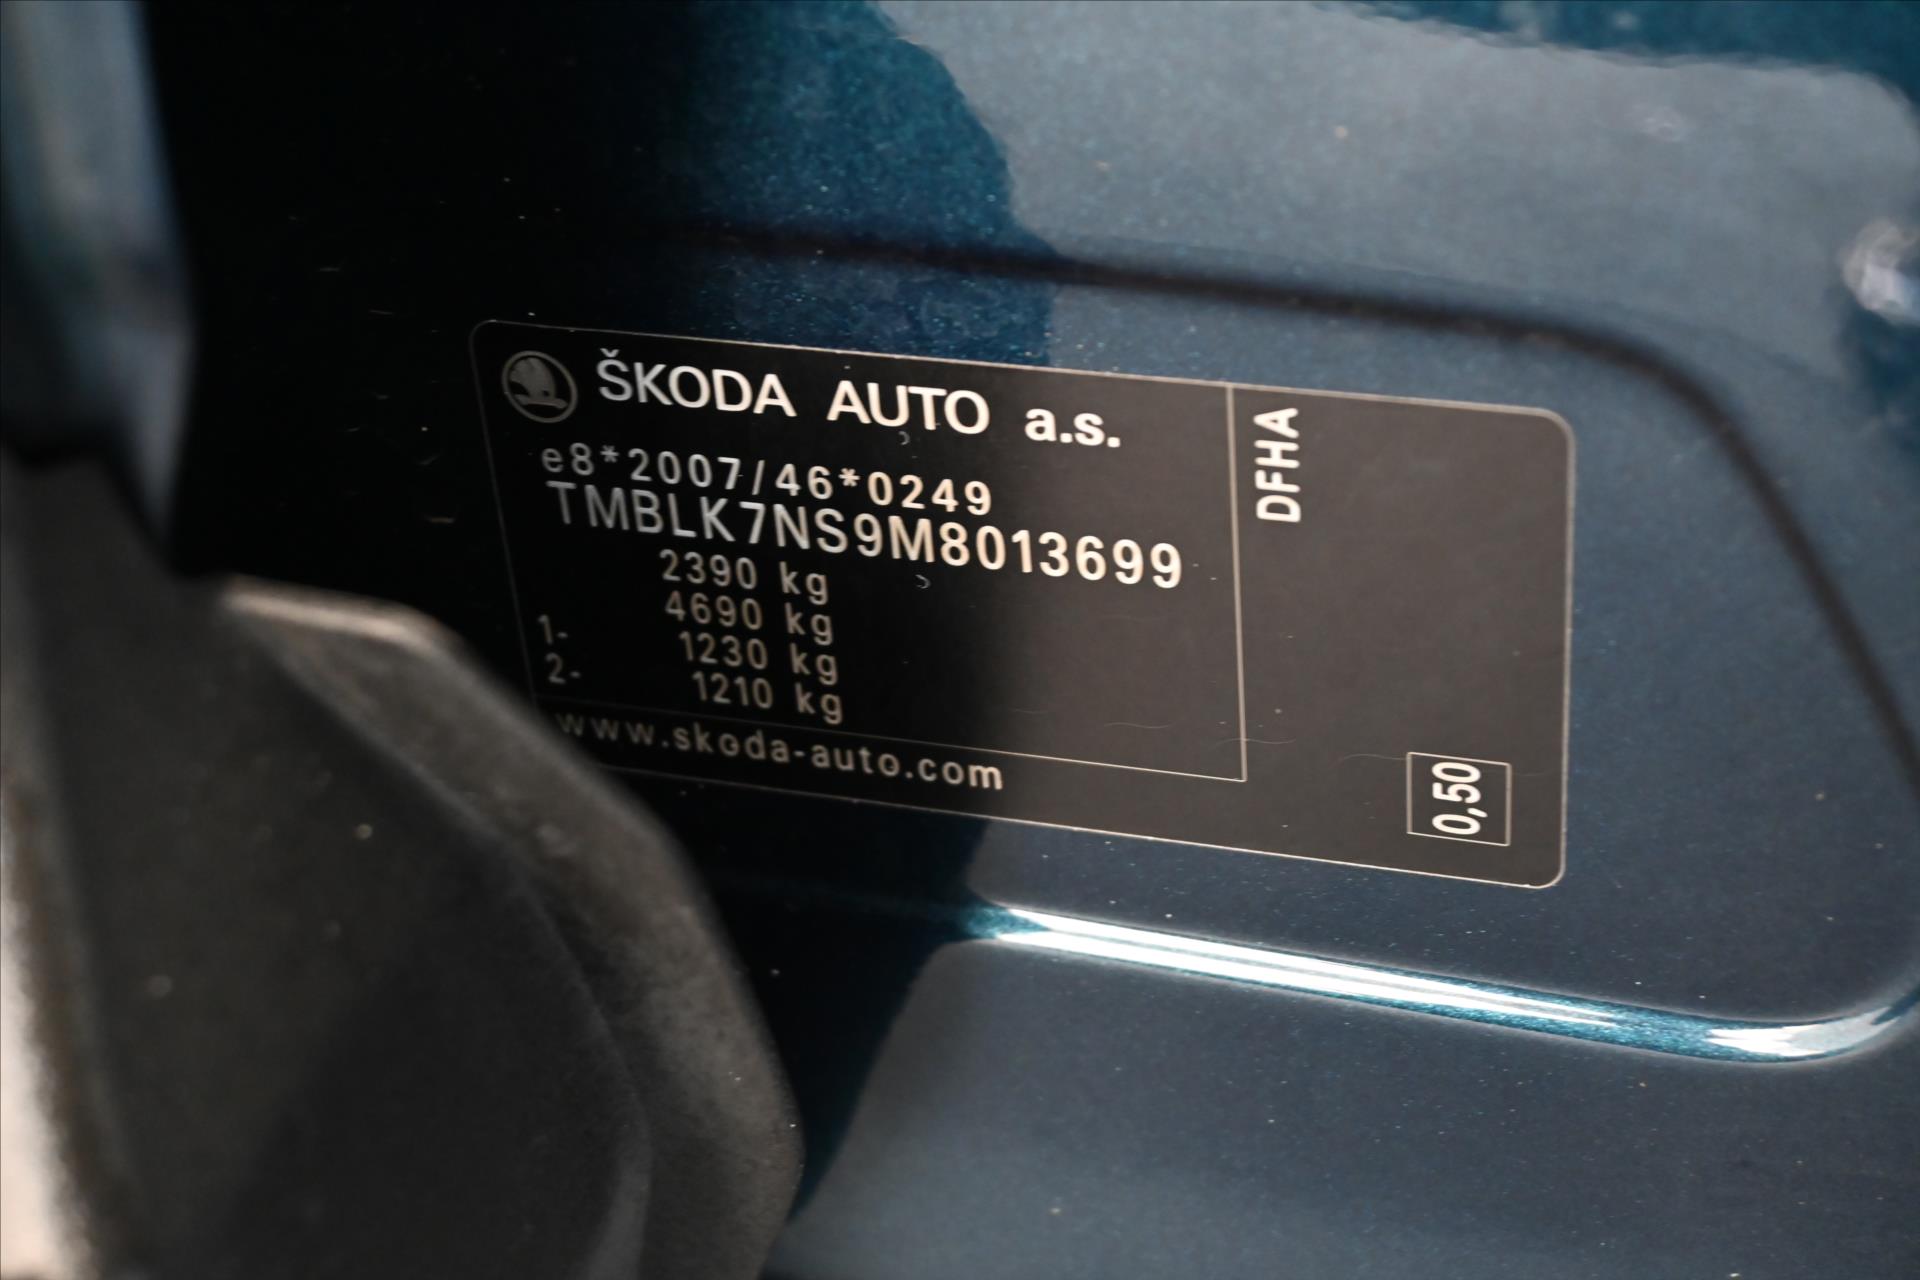 ŠKODA AUTO a.s.
e8*2007/46*0249
TMBLK7NS9M8013699
2390 kg
4690 kg
1- 1230 kg
2- 1210 kg
www.skoda-auto.com
DFHA
0,50